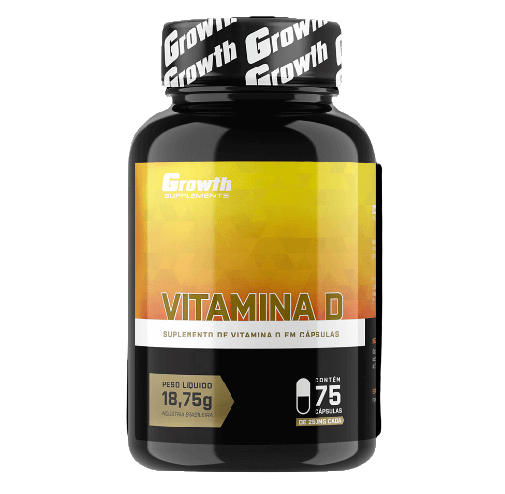 Growth Growth
Growth Growth
Growth
SUPPLEMENTS
VITAMINA D
SUPLEMENTO DE VITAMINA D EM CÁPSULAS
PESO LÍQUIDO
18,75g
INDÚSTRIA BRASILEIRA
CONTÉM
75
CÁPSULAS
DE 250MG CADA